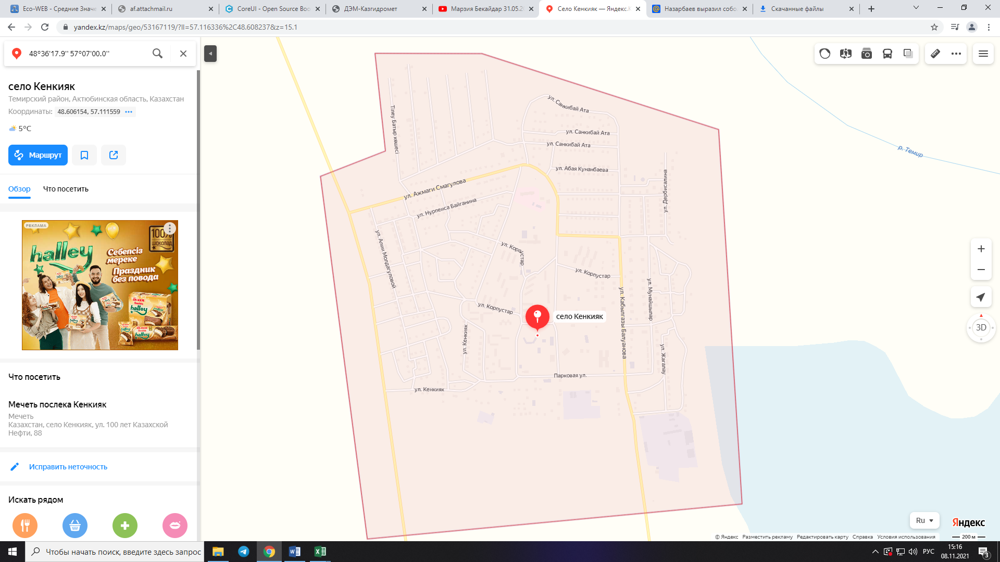 Eco-WEB - Средние Значе
af.attachmail.ru
CoreUI - Open Source Boo
ДЭМ-Казгидромет
Марзия Бекайдар 31.05.2
Село Кенкияк — Яндекс.К
Назарбаев выразил собо
Скачанные файлы
yandex.kz/maps/geo/53167119/?ll=57.116336%2C48.608237&z=15.1
48°36'17.9'' 57°07'00.0''
село Кенкияк
Темирский район, Актюбинская область, Казахстан
Координаты: 48.606154, 57.111559
5°C
Маршрут
Обзор
Что посетить
РЕКЛАМА
100%
шоколад
halley
Себепсіз
мереке
Праздник
без повода
ÜLKER
halley
halley
halley
Что посетить
Мечеть послека Кенкияк
Мечеть
Казахстан, село Кенкияк, ул. 100 лет Казахской
Нефти, 88
Исправить неточность
Искать рядом
ул. Санкибай Ата
Тілеу Батыр көшесі
ул. Санкибай Ата
ул. Санкибай Ата
р. Темир
ул. Абая Кунанбаева
ул. Дербисалина
ул. Ажмаги Смагулова
ул. Нурпеиса Байганина
ул. Алии Молдагуловой
ул. Корпустар
ул. Корпустар
ул. Кабылгазы Балуанова
ул. Мунайшылар
ул. Корпустар
село Кенкияк
ул. Кенкияк
ул. Жагалау
Парковая ул.
ул. Кенкияк
3D
Ru
Яндекс
© Яндекс Разместить рекламу Редактировать карту Справка Условия использования
200 м
Чтобы начать поиск, введите здесь запрос
РУС
15:16
08.11.2021
3